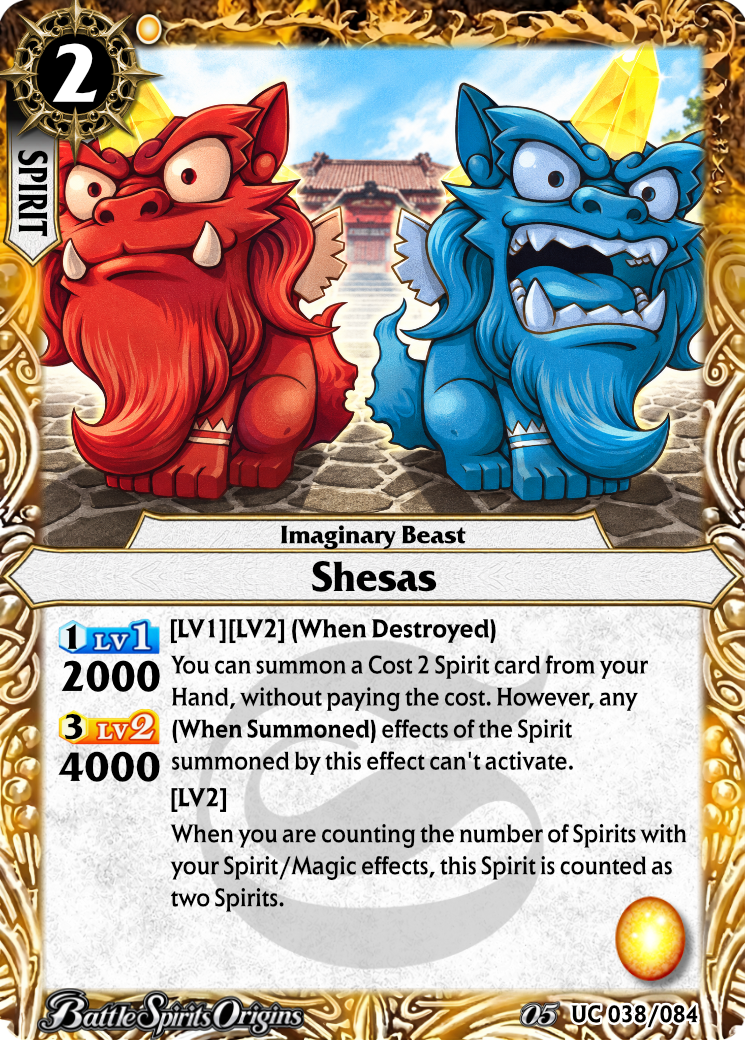 2
SPIRIT
Imaginary Beast
Shesas
1 LV1
2000
3 LV2
4000
[LV1][LV2] (When Destroyed)
You can summon a Cost 2 Spirit card from your
Hand, without paying the cost. However, any
(When Summoned) effects of the Spirit
summoned by this effect can't activate.
[LV2]
When you are counting the number of Spirits with
your Spirit/Magic effects, this Spirit is counted as
two Spirits.
Battle Spirits Origins
05 UC 038/084